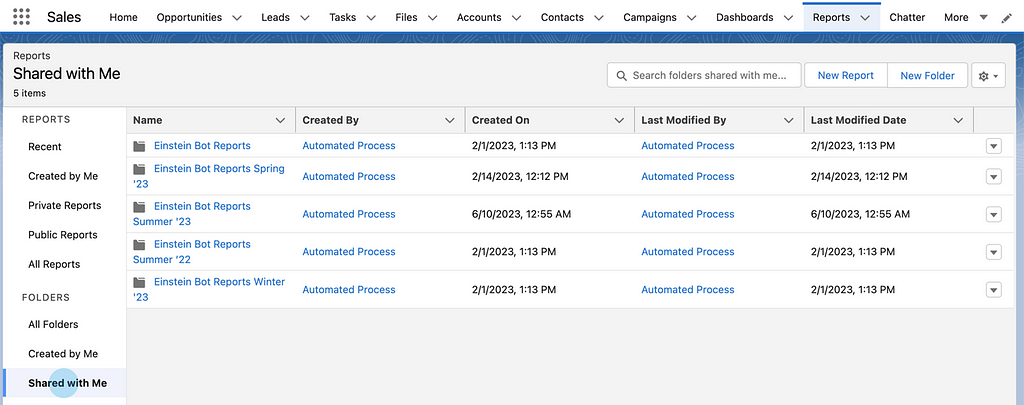 Sales Home Opportunities Leads Tasks Files Accounts Contacts Campaigns Dashboards Reports Chatter More
Reports
Shared with Me
5 items
Search folders shared with me... New Report New Folder
REPORTS
Recent
Created by Me
Private Reports
Public Reports
All Reports
FOLDERS
All Folders
Created by Me
Shared with Me
Name Created By Created On Last Modified By Last Modified Date
Einstein Bot Reports Automated Process 2/1/2023, 1:13 PM Automated Process 2/1/2023, 1:13 PM
Einstein Bot Reports Spring
'23 Automated Process 2/14/2023, 12:12 PM Automated Process 2/14/2023, 12:12 PM
Einstein Bot Reports
Summer '23 Automated Process 6/10/2023, 12:55 AM Automated Process 6/10/2023, 12:55 AM
Einstein Bot Reports
Summer '22 Automated Process 2/1/2023, 1:13 PM Automated Process 2/1/2023, 1:13 PM
Einstein Bot Reports Winter
'23 Automated Process 2/1/2023, 1:13 PM Automated Process 2/1/2023, 1:13 PM